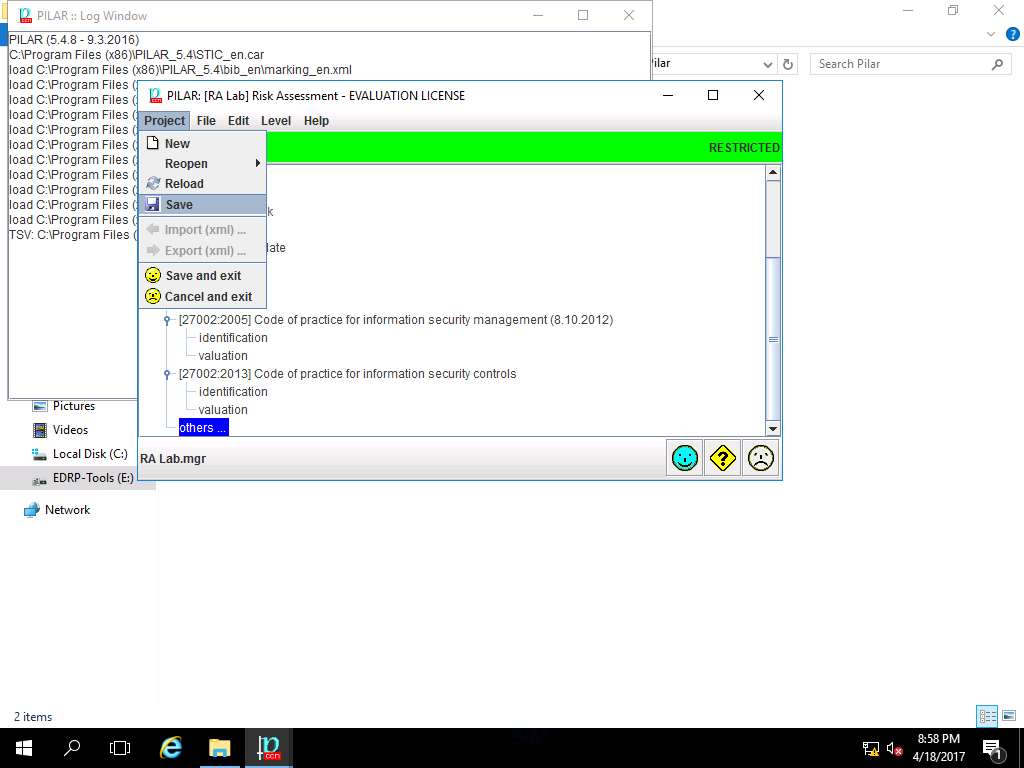 PILAR :: Log Window
PILAR (5.4.8 - 9.3.2016)
C:\Program Files (x86)\PILAR_5.4\STIC_en.car
load C:\Program Files (x86)\PILAR_5.4\bib_en\marking_en.xml
load C:\Program Files (
load C:\Program Files (
load C:\Program Files (
load C:\Program Files (
load C:\Program Files (
load C:\Program Files (
load C:\Program Files (
load C:\Program Files (
load C:\Program Files (
load C:\Program Files (
TSV: C:\Program Files (
Pilar
Search Pilar
PILAR: [RA Lab] Risk Assessment - EVALUATION LICENSE
Project File Edit Level Help
RESTRICTED
New
Reopen
Reload
Save
Import (xml) ...
Export (xml) ...
Save and exit
Cancel and exit
k
late
[27002:2005] Code of practice for information security management (8.10.2012)
identification
valuation
[27002:2013] Code of practice for information security controls
identification
valuation
others ...
RA Lab.mgr
Pictures
Videos
Local Disk (C:)
EDRP-Tools (E:)
Network
2 items
8:58 PM
4/18/2017
1